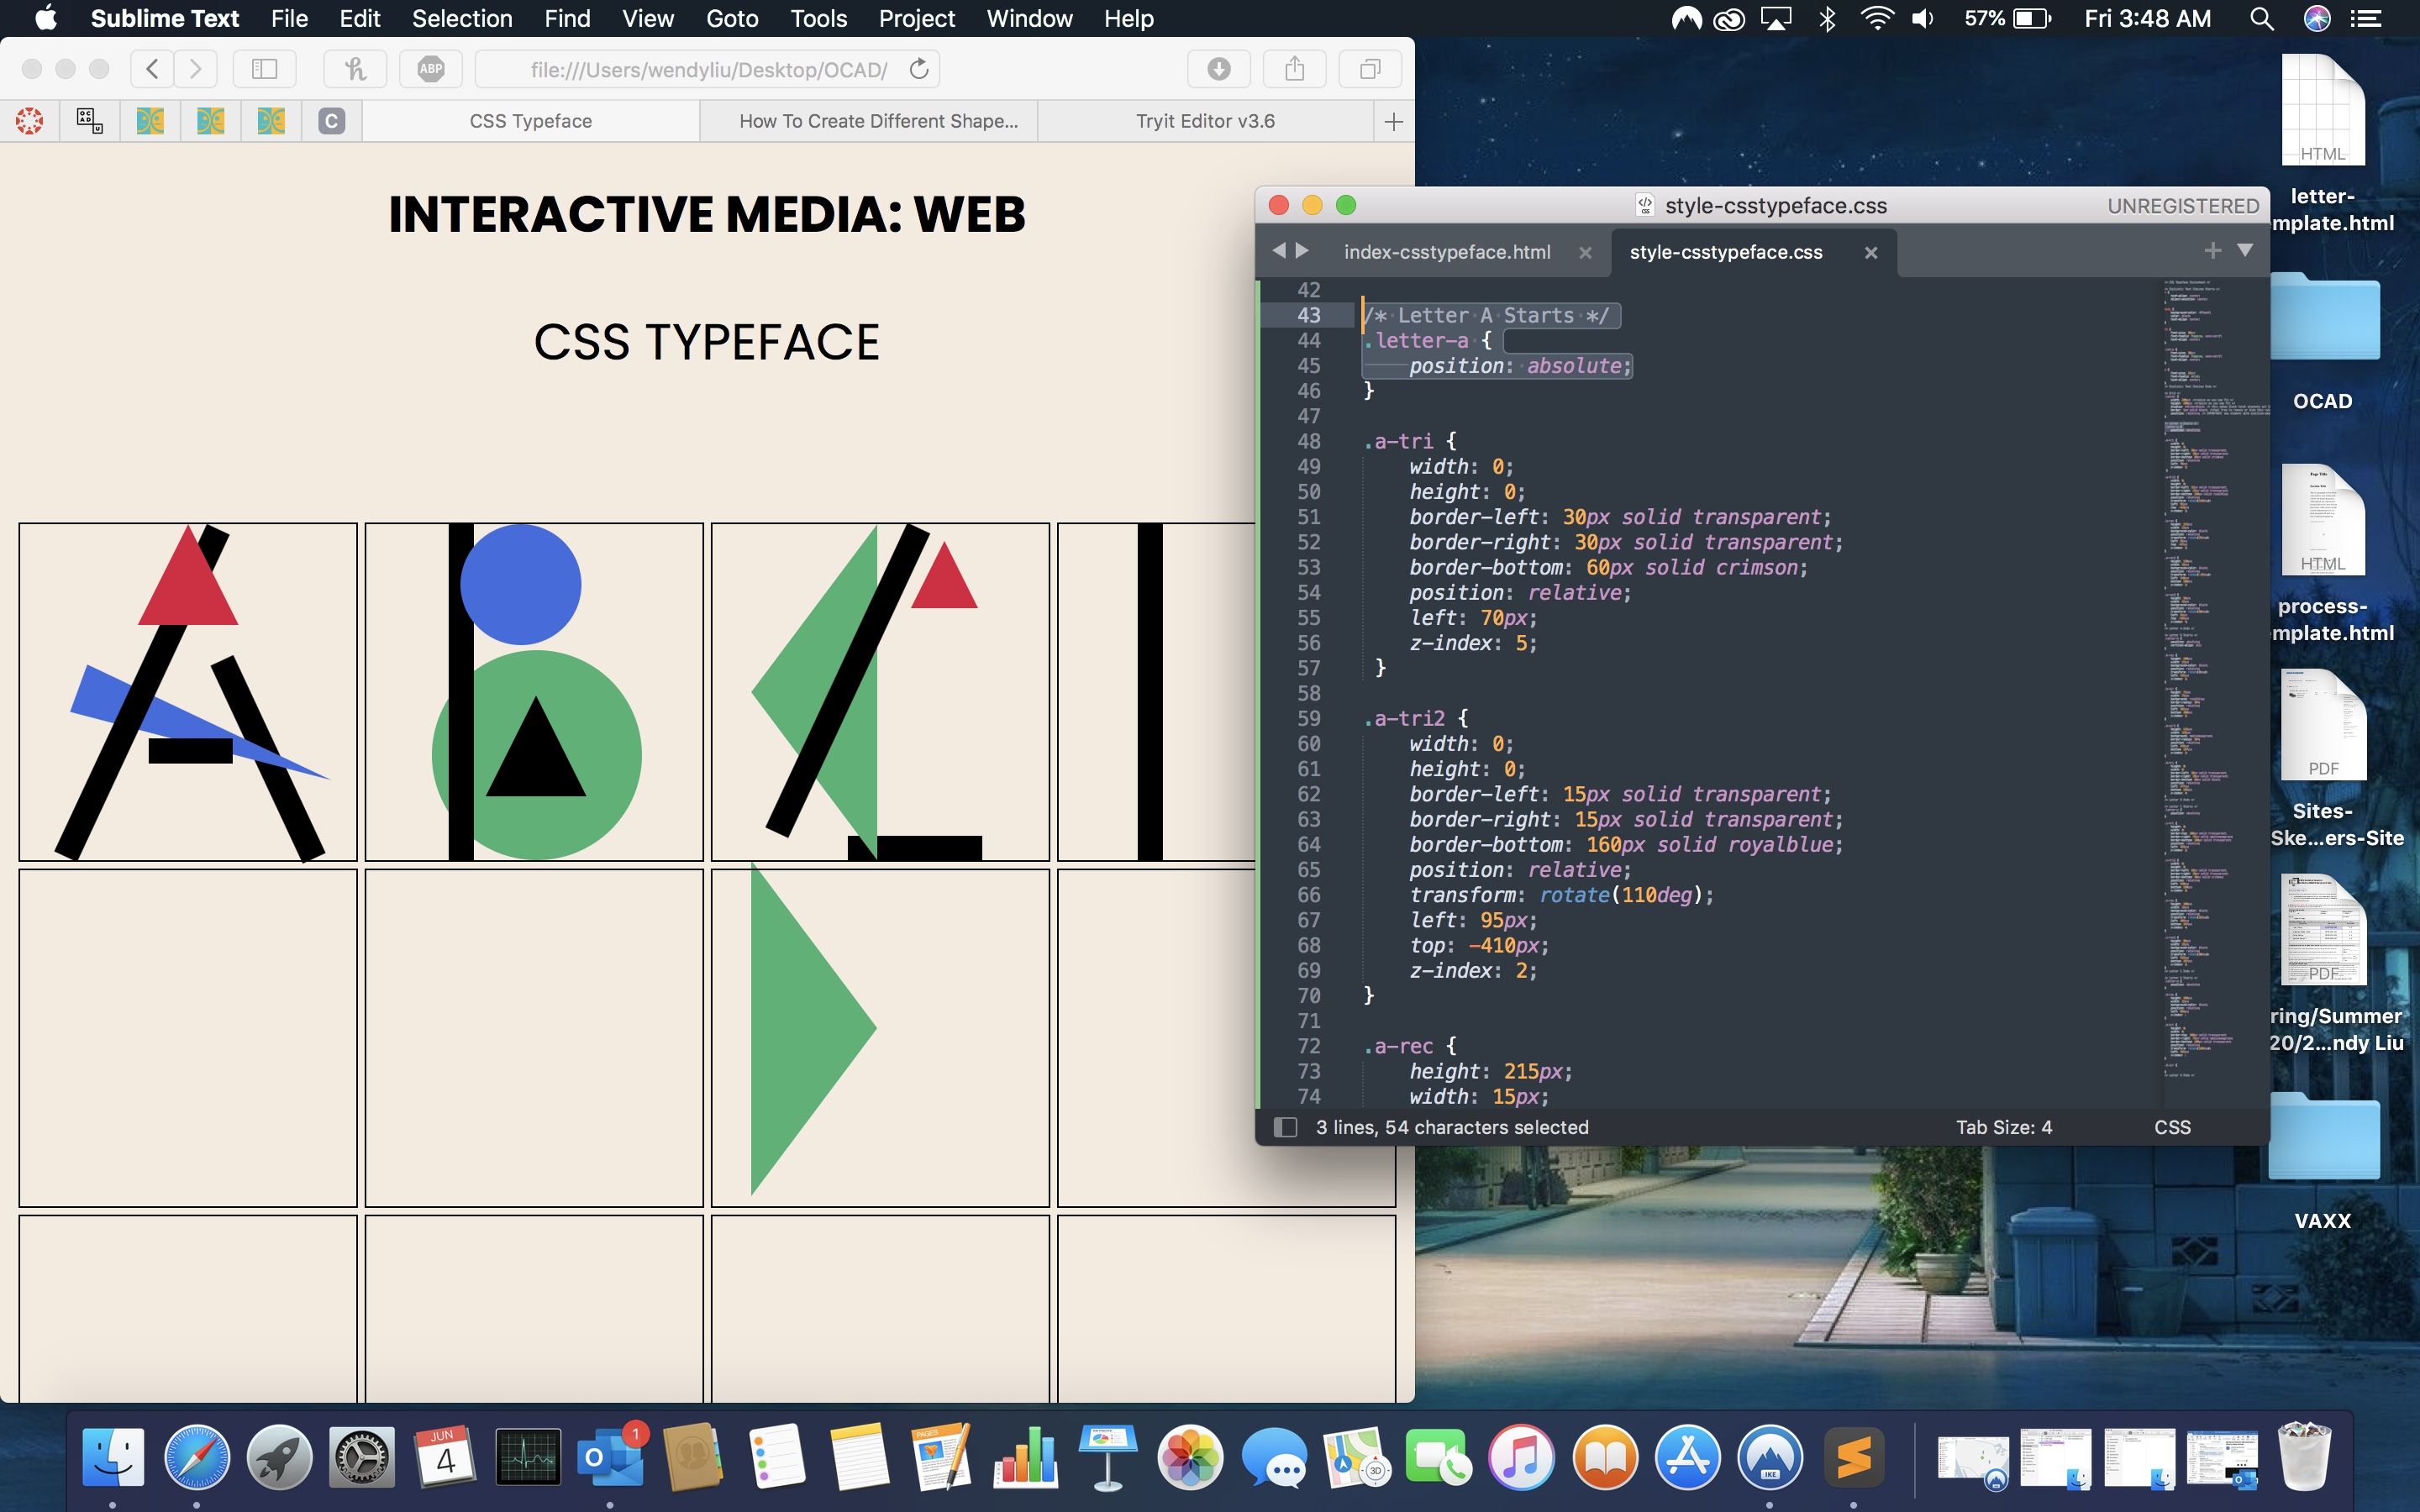 Sublime Text File Edit Selection Find View Goto Tools Project Window Help
57% Fri 3:48 AM
ABP
file:///Users/wendyliu/Desktop/OCAD/
C
CSS Typeface
How To Create Different Shape...
Tryit Editor v3.6
INTERACTIVE MEDIA: WEB
CSS TYPEFACE
style-csstypeface.css
UNREGISTERED
index-csstypeface.html
style-csstypeface.css
42
43 /* Letter A Starts */
44 .letter-a {
45 position: absolute;
46 }
47
48 .a-tri {
49 width: 0;
50 height: 0;
51 border-left: 30px solid transparent;
52 border-right: 30px solid transparent;
53 border-bottom: 60px solid crimson;
54 position: relative;
55 left: 70px;
56 z-index: 5;
57 }
58
59 .a-tri2 {
60 width: 0;
61 height: 0;
62 border-left: 15px solid transparent;
63 border-right: 15px solid transparent;
64 border-bottom: 160px solid royalblue;
65 position: relative;
66 transform: rotate(110deg);
67 left: 95px;
68 top: -410px;
69 z-index: 2;
70 }
71
72 .a-rec {
73 height: 215px;
74 width: 15px;
3 lines, 54 characters selected
Tab Size: 4
CSS
HTML
letter-
mplate.html
OCAD
HTML
process-
mplate.html
PDF
Sites-
Ske...ers-Site
PDF
ring/Summer
20/2...ndy Liu
VAXX
JUN
4
1
PAGES
3D
IKE